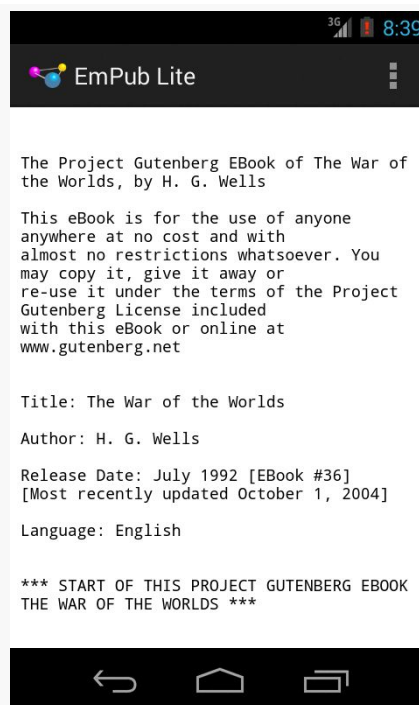 3G 8:39
EmPub Lite
The Project Gutenberg EBook of The War of
the Worlds, by H. G. Wells
This eBook is for the use of anyone
anywhere at no cost and with
almost no restrictions whatsoever. You
may copy it, give it away or
re-use it under the terms of the Project
Gutenberg License included
with this eBook or online at
www.gutenberg.net
Title: The War of the Worlds
Author: H. G. Wells
Release Date: July 1992 [EBook #36]
[Most recently updated October 1, 2004]
Language: English
*** START OF THIS PROJECT GUTENBERG EBOOK
THE WAR OF THE WORLDS ***